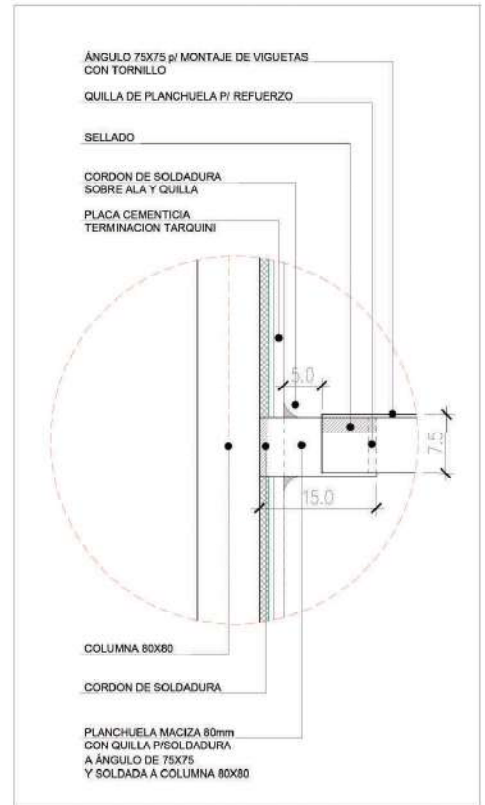 ÁNGULO 75X75 p/ MONTAJE DE VIGUETAS
CON TORNILLO
QUILLA DE PLANCHUELA P/ REFUERZO
SELLADO
CORDON DE SOLDADURA
SOBRE ALA Y QUILLA
PLACA CEMENTICIA
TERMINACION TARQUINI
5.0
7.5
15.0
COLUMNA 80X80
CORDON DE SOLDADURA
PLANCHUELA MACIZA 80mm
CON QUILLA P/SOLDADURA
A ÁNGULO DE 75X75
Y SOLDADA A COLUMNA 80X80